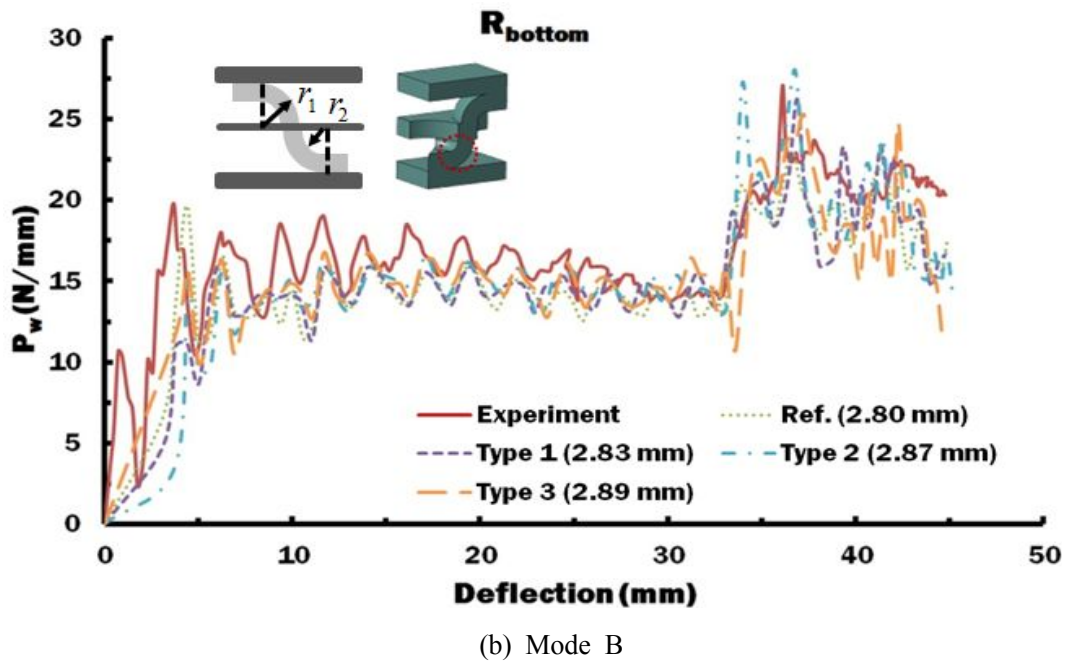 R_bottom
30
25
20
15
10
5
0
P_w (N/mm)
r_1
r_2
Experiment
Ref. (2.80 mm)
Type 1 (2.83 mm)
Type 2 (2.87 mm)
Type 3 (2.89 mm)
0 10 20 30 40 50
Deflection (mm)
(b) Mode B